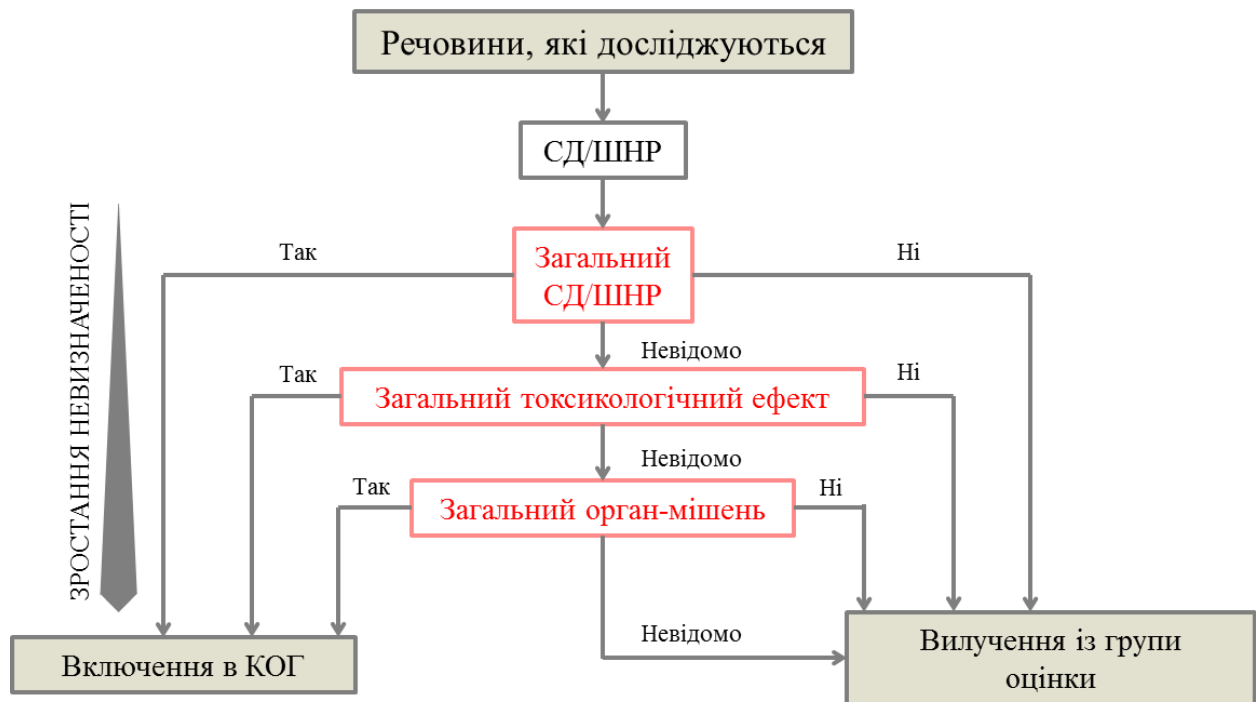 Речовини, які досліджуються
СД/ШНР
ЗРОСТАННЯ НЕВИЗНАЧЕНОСТІ
Так
Загальний
СД/ШНР
Ні
Невідомо
Так
Загальний токсикологічний ефект
Ні
Невідомо
Так
Загальний орган-мішень
Ні
Невідомо
Включення в КОГ
Вилучення із групи
оцінки